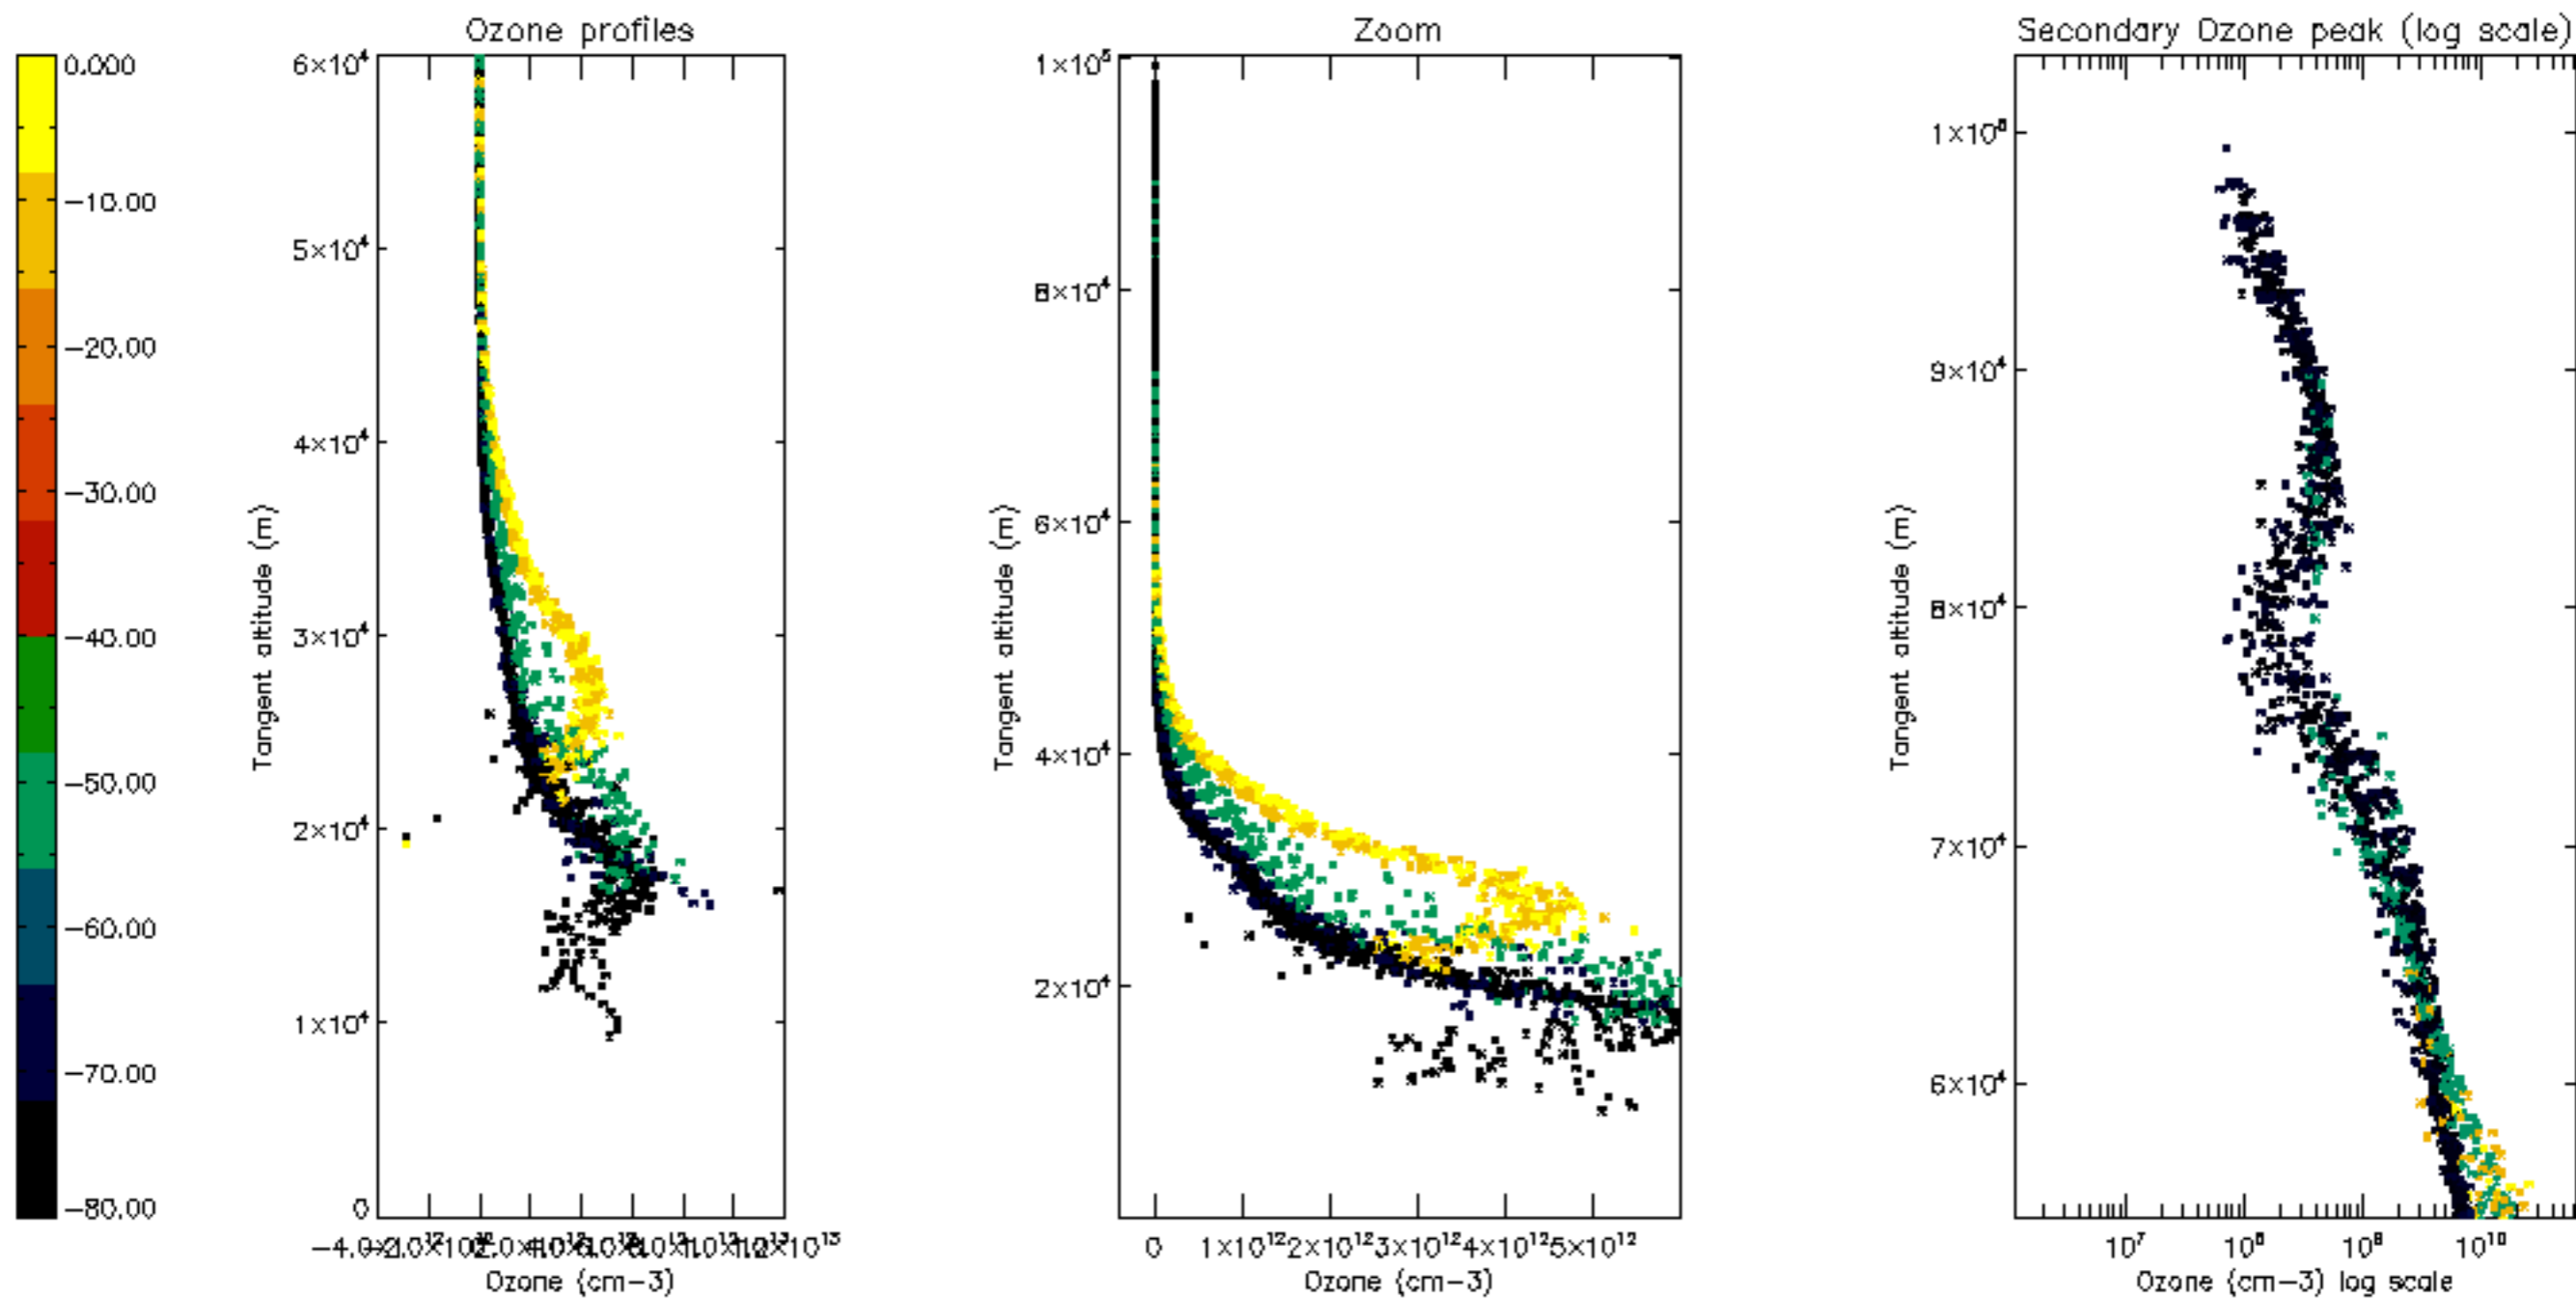 Ozone profiles
Zoom
Secondary Ozone peak (log scale)
0.000
-10.00
-20.00
-30.00
-40.00
-50.00
-60.00
-70.00
-80.00
6×10⁴
5×10⁴
4×10⁴
3×10⁴
2×10⁴
1×10⁴
0
Tangent altitude (m)
Ozone (cm-3)
1×10⁵
8×10⁴
6×10⁴
4×10⁴
2×10⁴
Tangent altitude (m)
0 1×10¹² 2×10¹² 3×10¹² 4×10¹² 5×10¹²
Ozone (cm-3)
9×10⁴
8×10⁴
7×10⁴
6×10⁴
Tangent altitude (m)
10⁷ 10⁸ 10⁹ 10¹⁰
Ozone (cm-3) log scale